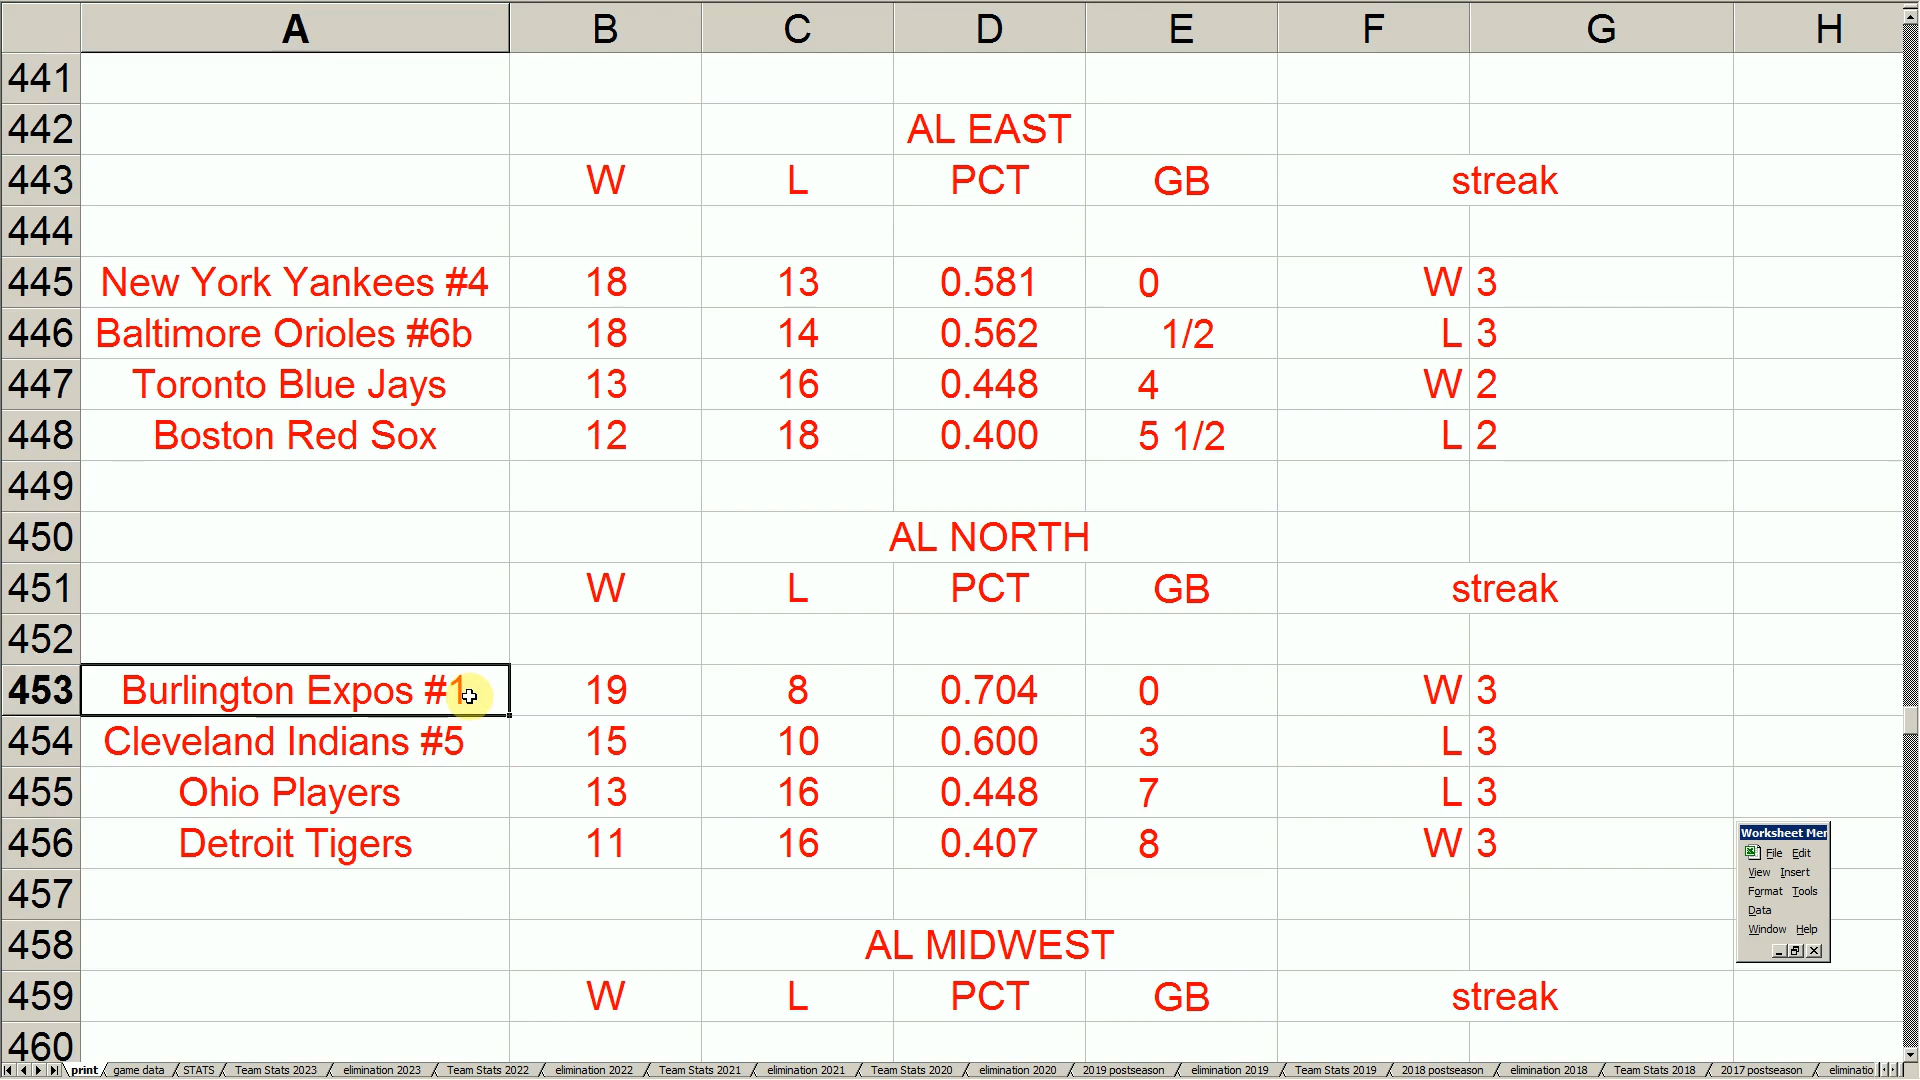 A B C D E F G H
441
442 AL EAST
443 W L PCT GB streak
444
445 New York Yankees #4 18 13 0.581 0 W 3
446 Baltimore Orioles #6b 18 14 0.562 1/2 L 3
447 Toronto Blue Jays 13 16 0.448 4 W 2
448 Boston Red Sox 12 18 0.400 5 1/2 L 2
449
450 AL NORTH
451 W L PCT GB streak
452
453 Burlington Expos #1 19 8 0.704 0 W 3
454 Cleveland Indians #5 15 10 0.600 3 L 3
455 Ohio Players 13 16 0.448 7 L 3
456 Detroit Tigers 11 16 0.407 8 W 3
457
458 AL MIDWEST
459 W L PCT GB streak
460
Worksheet Mer
File Edit
View Insert
Format Tools
Data
Window Help
print game data STATS Team Stats 2023 elimination 2023 Team Stats 2022 elimination 2022 Team Stats 2021 elimination 2021 Team Stats 2020 elimination 2020 2019 postseason elimination 2019 Team Stats 2019 2018 postseason elimination 2018 Team Stats 2018 2017 postseason eliminatio